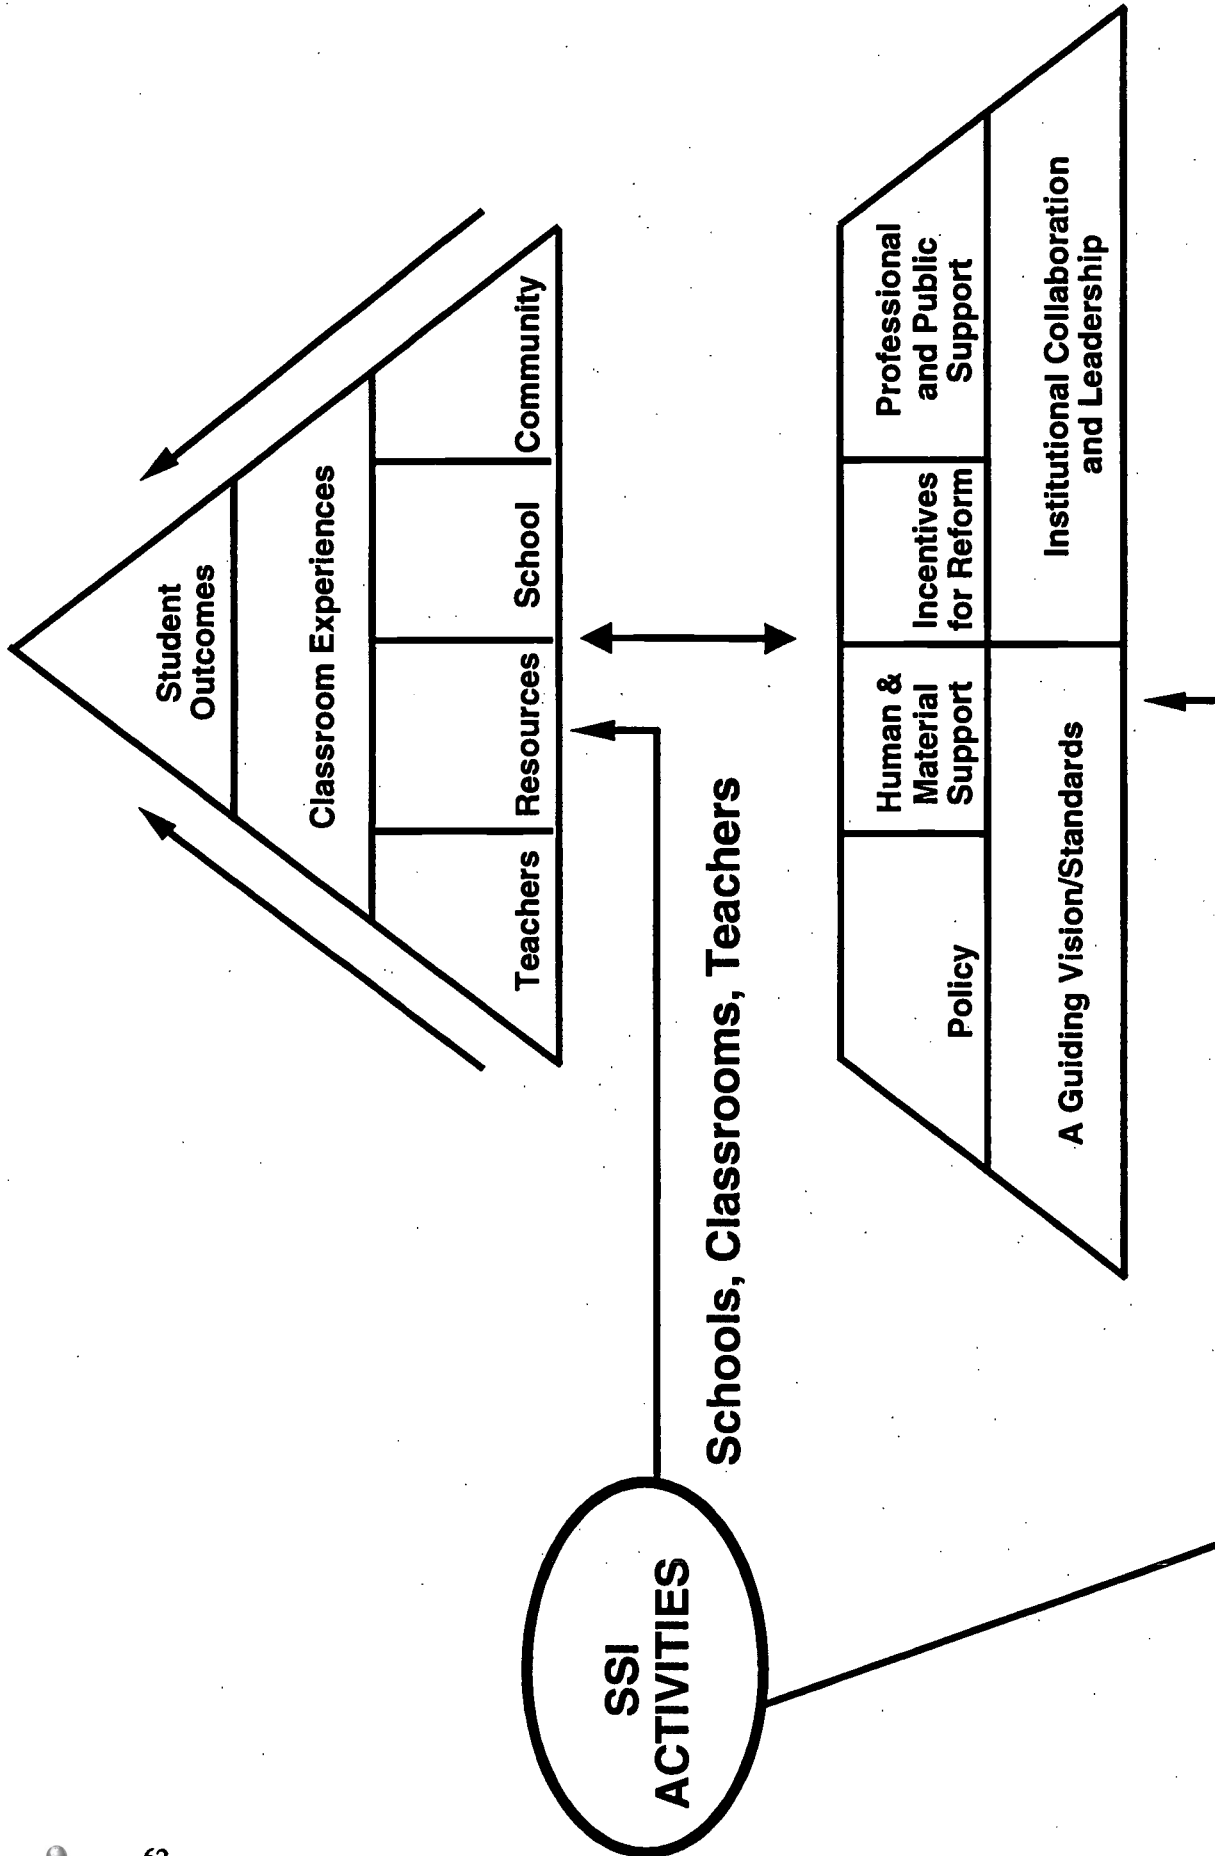 Student
Outcomes
Classroom Experiences
Teachers
Resources
School
Community
SSI
ACTIVITIES
Schools, Classrooms, Teachers
Policy
Human &
Material
Support
Incentives
for Reform
Professional
and Public
Support
A Guiding Vision/Standards
Institutional Collaboration
and Leadership